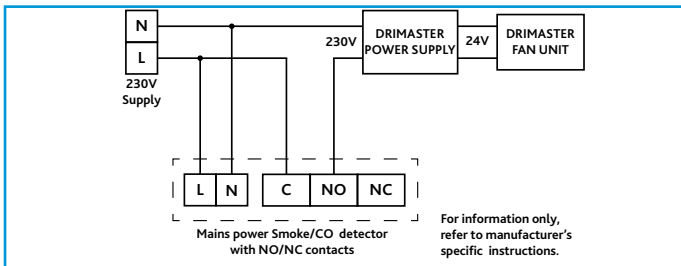 N
L
230V
Supply
230V
DRIMASTER
POWER SUPPLY
24V
DRIMASTER
FAN UNIT
L N C NO NC
Mains power Smoke/CO detector
with NO/NC contacts
For information only,
refer to manufacturer's
specific instructions.